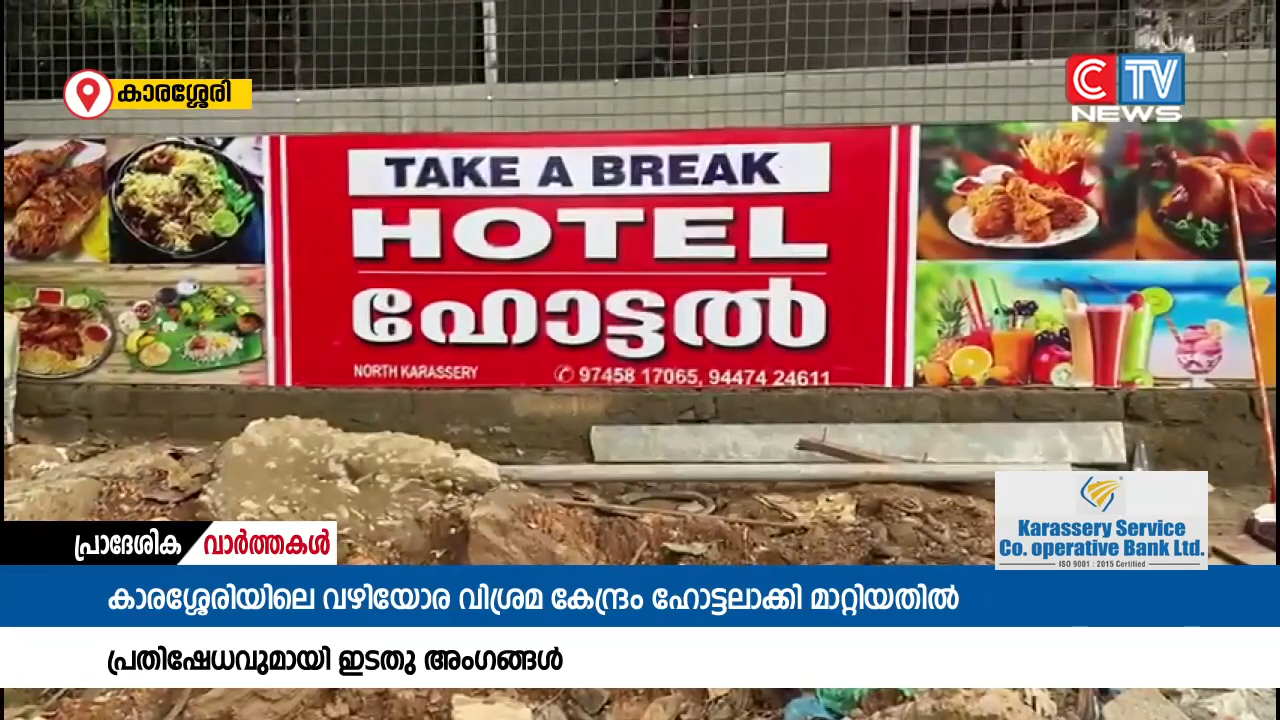 കാരശ്ശേരി
CTV
NEWS
TAKE A BREAK
HOTEL
ഹോട്ടൽ
NORTH KARASSERY
97458 17065, 94474 24611
Karassery Service
Co. operative Bank Ltd.
ISO 9001 : 2015 Certified
പ്രാദേശിക വാർത്തകൾ
കാരശ്ശേരിയിലെ വഴിയോര വിശ്രമ കേന്ദ്രം ഹോട്ടലാക്കി മാറ്റിയതിൽ
പ്രതിഷേധവുമായി ഇടതു അംഗങ്ങൾ